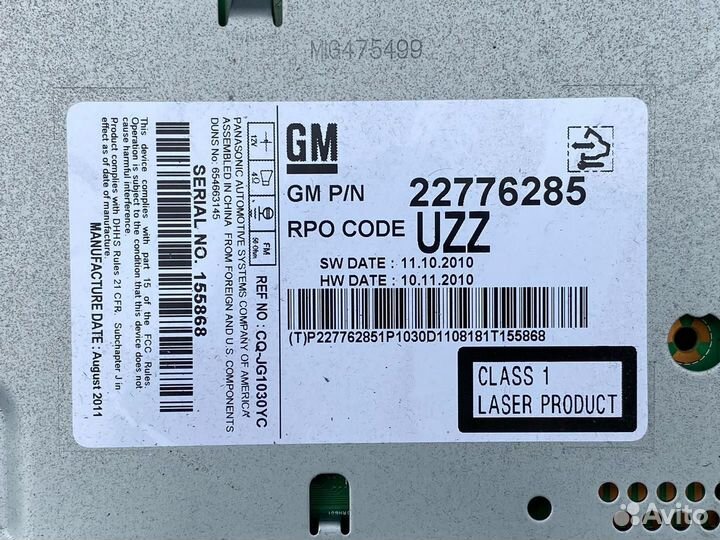 MG475499
GM
GM P/N 22776285
RPO CODE UZZ
SW DATE : 11.10.2010
HW DATE : 10.11.2010
(T)P227762851P1030D1108181T155868
CLASS 1
LASER PRODUCT
12V
4Ω
FM
50 Ohm
REF NO : CQ-JG1030YC
PANASONIC AUTOMOTIVE SYSTEMS COMPANY OF AMERICA
ASSEMBLED IN CHINA FROM FOREIGN AND U.S. COMPONENTS
DUNS No: 654663145
SERIAL NO. 155868
This device complies with part 15 of the FCC Rules
Operation is subject to the condition that this device does not
cause harmful interference
Product complies with DHHS Rules 21 CFR. Subchapter J in
effect as of date of manufacture.
MANUFACTURE DATE : August 2011
Avito